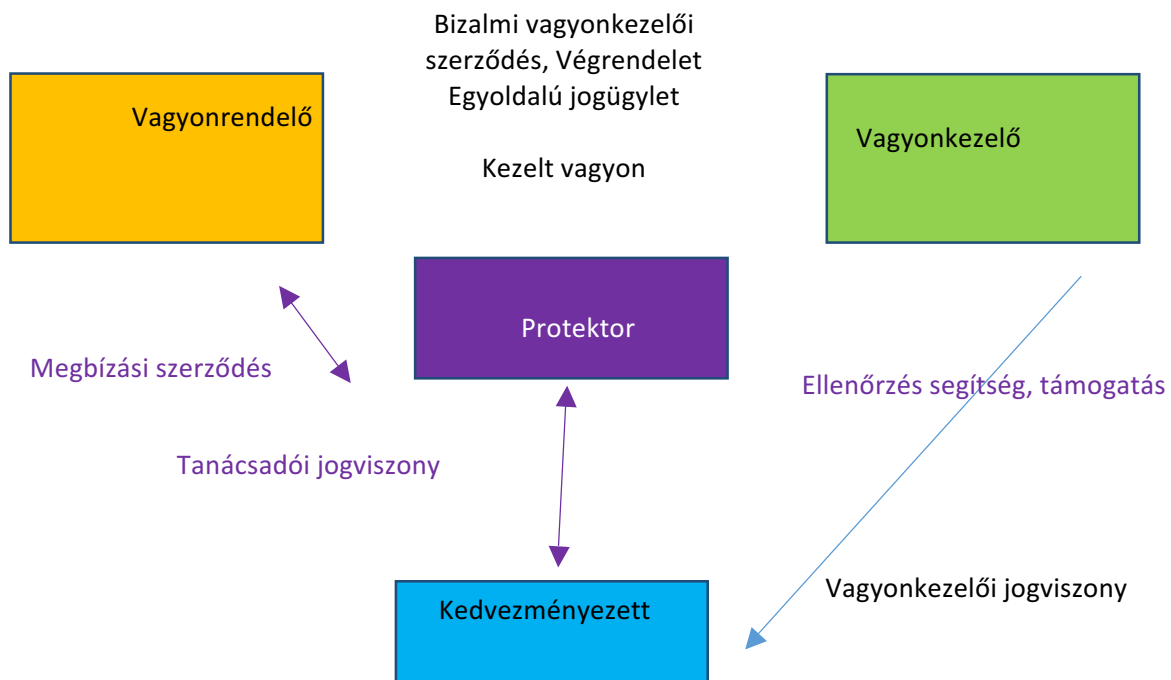 Bizalmi vagyonkezelői
szerződés, Végrendelet
Egyoldalú jogügylet
Kezelt vagyon
Vagyonrendelő
Vagyonkezelő
Protektor
Megbízási szerződés
Ellenőrzés segítség, támogatás
Tanácsadói jogviszony
Vagyonkezelői jogviszony
Kedvezményezett